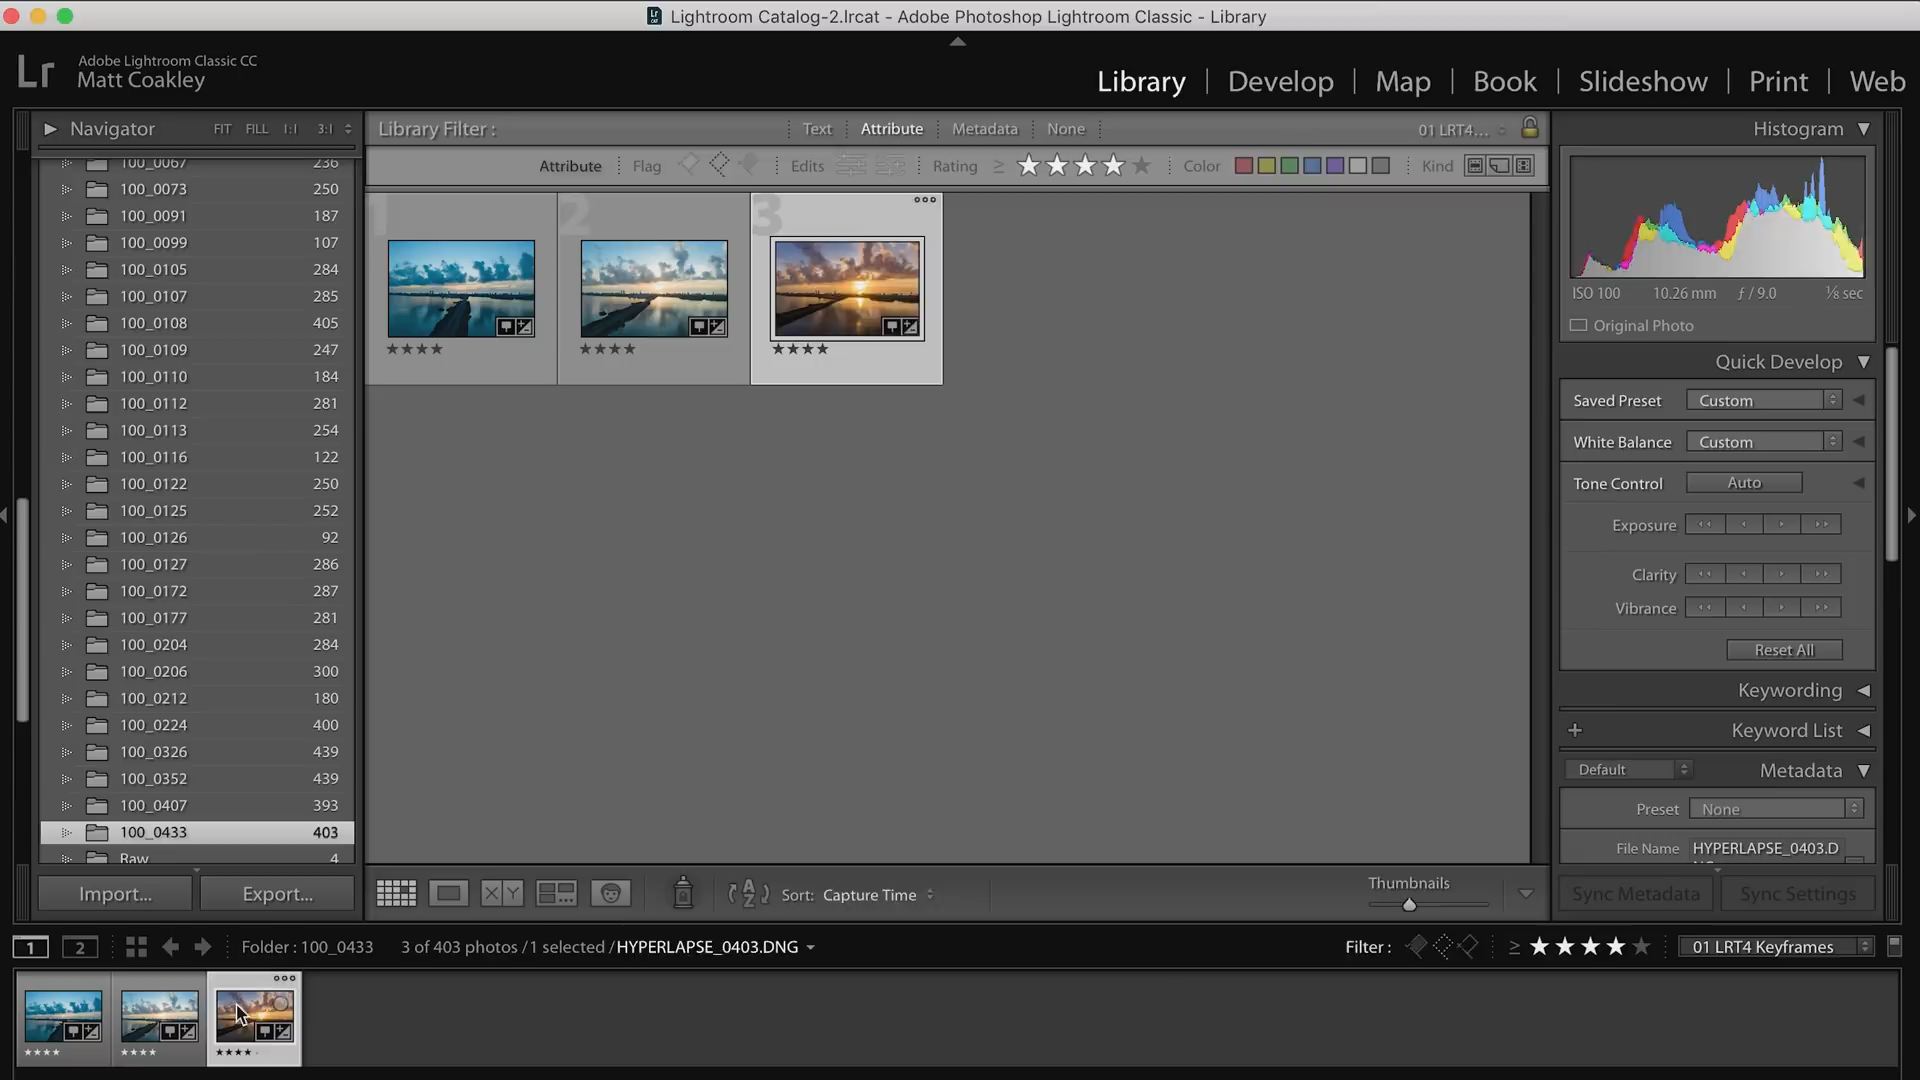 Lightroom Catalog-2.lrcat - Adobe Photoshop Lightroom Classic - Library
Lr
Adobe Lightroom Classic CC
Matt Coakley
Library | Develop | Map | Book | Slideshow | Print | Web
Navigator FIT FILL 1:1 3:1
Library Filter : Text Attribute Metadata None 01 LRT4...
Histogram
Attribute Flag Edits Rating ≥ ★★★★★ Color Kind
100_0067 236
100_0073 250
100_0091 187
100_0099 107
100_0105 284
100_0107 285
100_0108 405
100_0109 247
100_0110 184
100_0112 281
100_0113 254
100_0116 122
100_0122 250
100_0125 252
100_0126 92
100_0127 286
100_0172 287
100_0177 281
100_0204 284
100_0206 300
100_0212 180
100_0224 400
100_0326 439
100_0352 439
100_0407 393
100_0433 403
Raw 4
1 2 3
★★★★ ★★★★ ★★★★
ISO 100 10.26 mm ƒ / 9.0 ⅛ sec
Original Photo
Quick Develop
Saved Preset Custom
White Balance Custom
Tone Control Auto
Exposure
Clarity
Vibrance
Reset All
Keywording
+ Keyword List
Default Metadata
Preset None
File Name HYPERLAPSE_0403.D
Import... Export...
X Y
A Z Sort: Capture Time
Thumbnails
Sync Metadata Sync Settings
1 2 Folder : 100_0433 3 of 403 photos /1 selected /HYPERLAPSE_0403.DNG
Filter : ≥ ★★★★★ 01 LRT4 Keyframes
★★★★ ★★★★ ★★★★